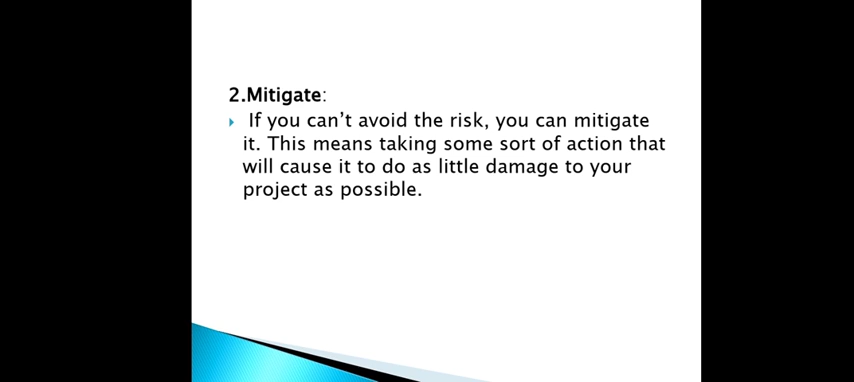 2.Mitigate:
If you can't avoid the risk, you can mitigate
it. This means taking some sort of action that
will cause it to do as little damage to your
project as possible.